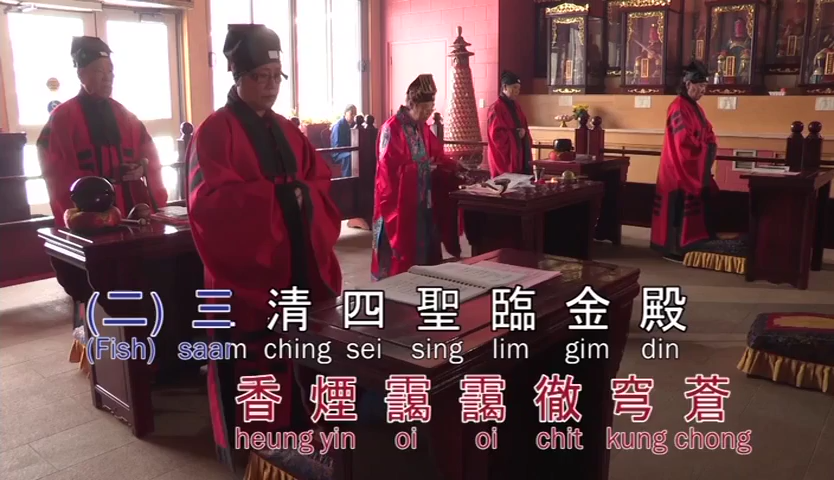 (二) 三清四聖臨金殿
(Fish) saam ching sei sing lim gim din
香煙靄靄徹穹蒼
heung yin oi oi chit kung chong